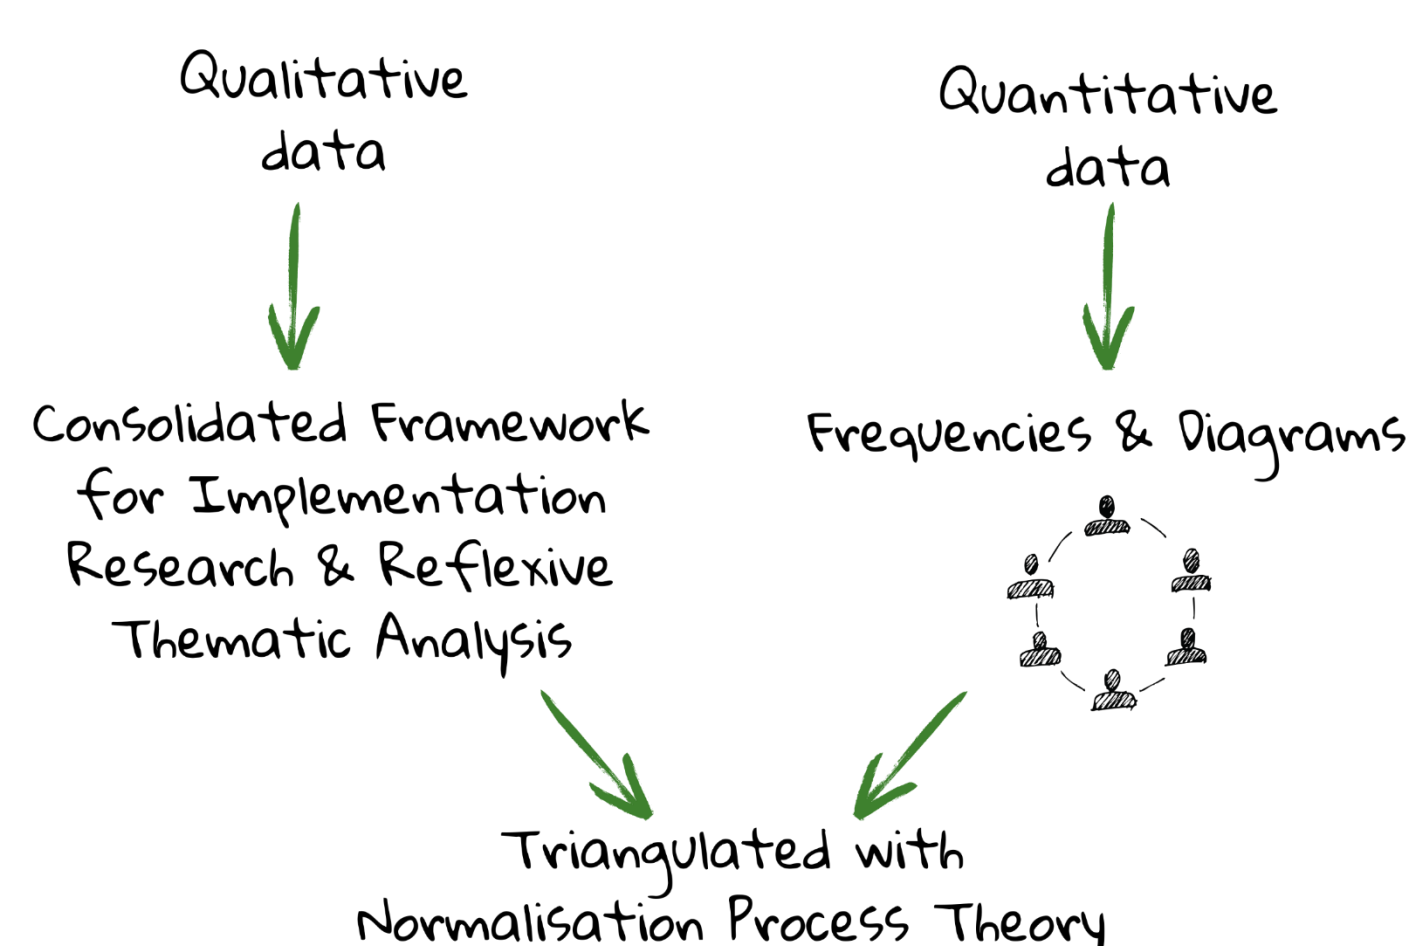 Qualitative
data
Quantitative
data
Consolidated Framework
for Implementation
Research & Reflexive
Thematic Analysis
Frequencies & Diagrams
Triangulated with
Normalisation Process Theory